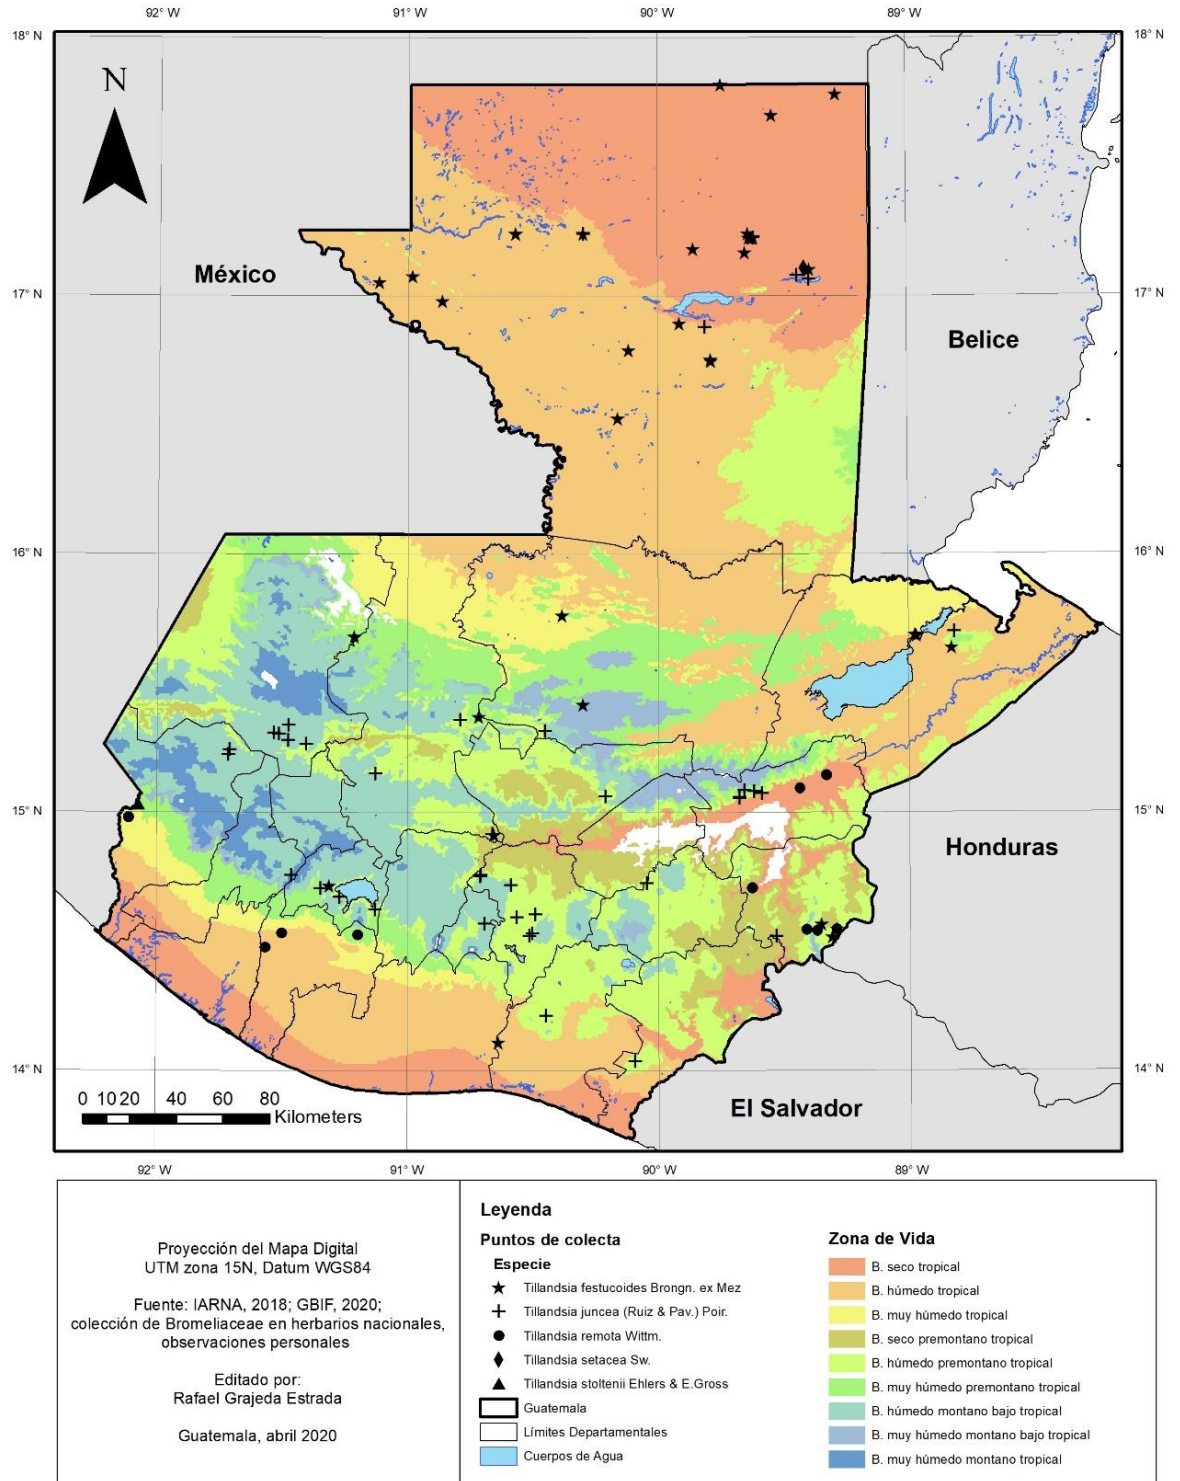 92° W 91° W 90° W 89° W
18° N 18° N
N
México
17° N 17° N
Belice
16° N 16° N
15° N 15° N
Honduras
14° N 14° N
0 10 20 40 60 80
Kilometers
El Salvador
92° W 91° W 90° W 89° W
Proyección del Mapa Digital
UTM zona 15N, Datum WGS84
Fuente: IARNA, 2018; GBIF, 2020;
colección de Bromeliaceae en herbarios nacionales,
observaciones personales
Editado por:
Rafael Grajeda Estrada
Guatemala, abril 2020
Leyenda
Puntos de colecta
Especie
Tillandsia festucoides Brongn. ex Mez
Tillandsia juncea (Ruiz & Pav.) Poir.
Tillandsia remota Wittm.
Tillandsia setacea Sw.
Tillandsia stoltenii Ehlers & E.Gross
Guatemala
Límites Departamentales
Cuerpos de Agua
Zona de Vida
B. seco tropical
B. húmedo tropical
B. muy húmedo tropical
B. seco premontano tropical
B. húmedo premontano tropical
B. muy húmedo premontano tropical
B. húmedo montano bajo tropical
B. muy húmedo montano bajo tropical
B. muy húmedo montano tropical